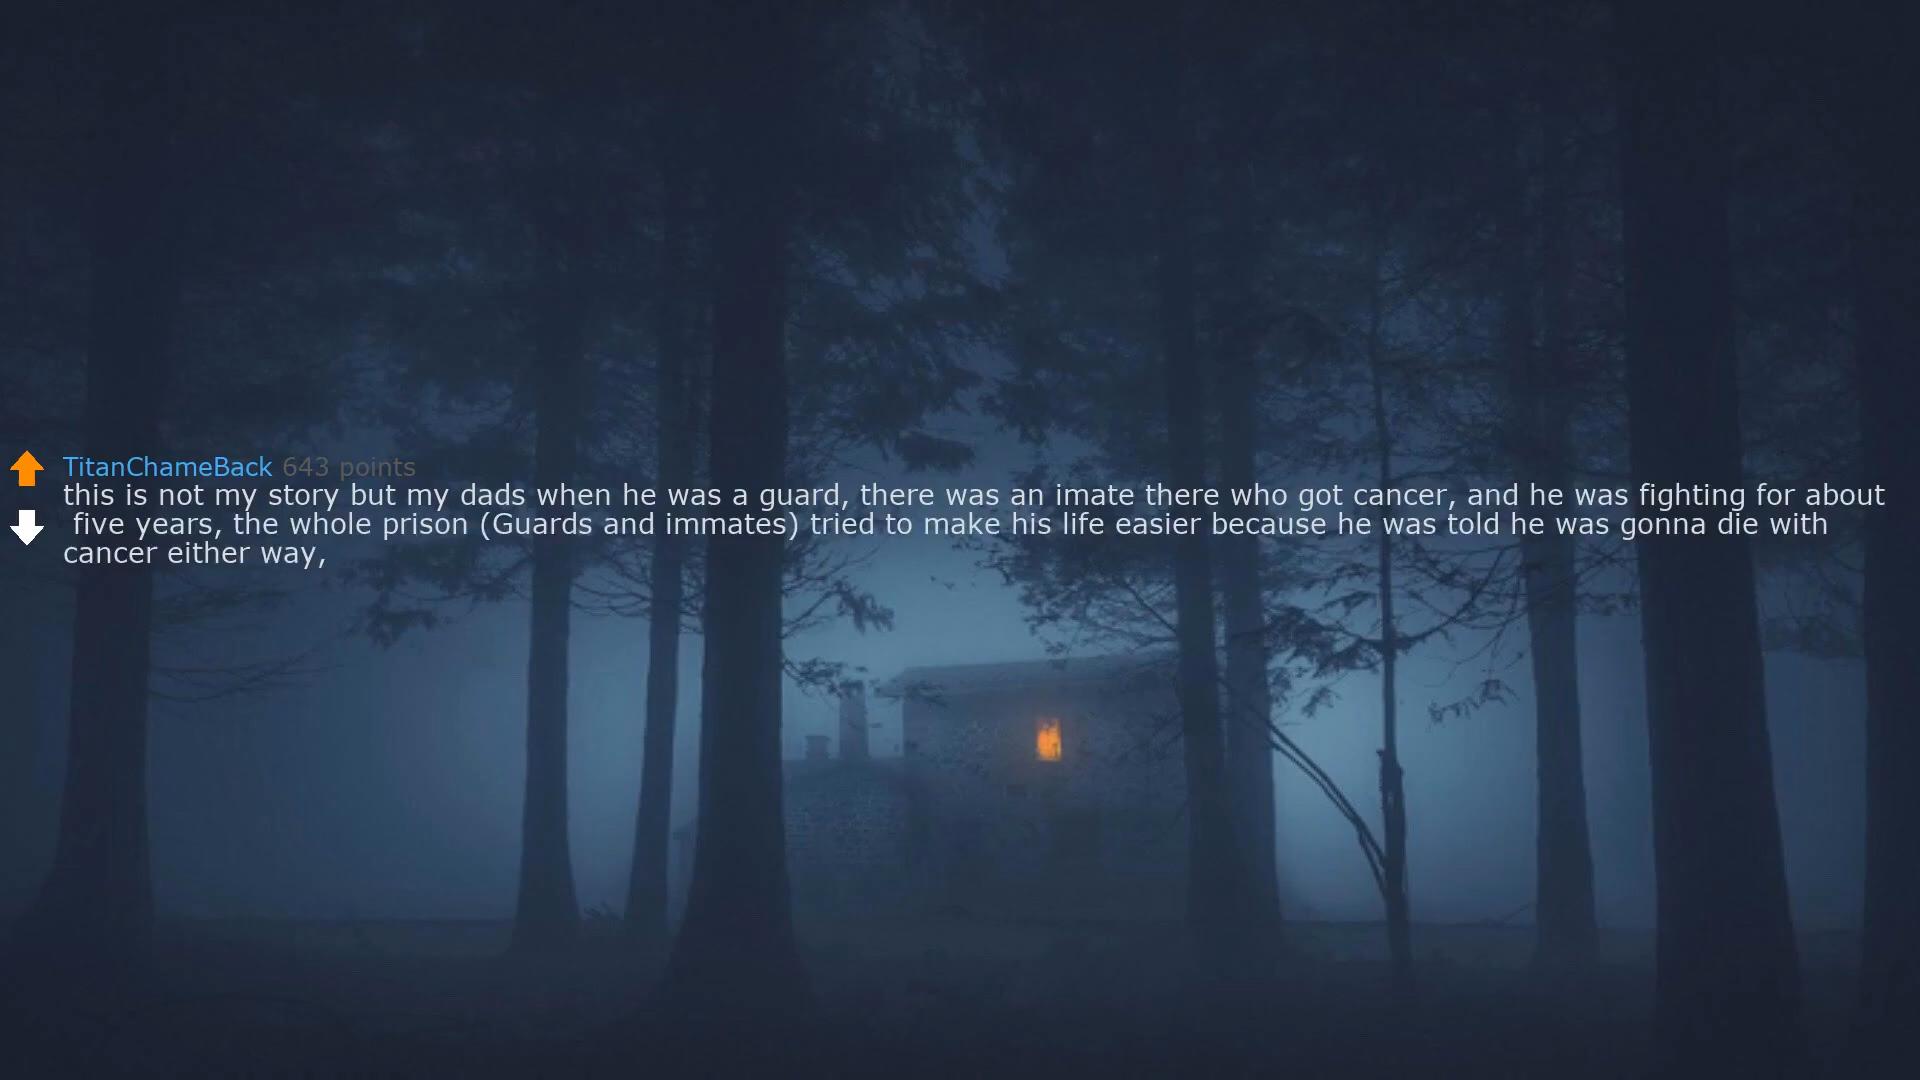 TitanChameBack 643 points
this is not my story but my dads when he was a guard, there was an imate there who got cancer, and he was fighting for about
five years, the whole prison (Guards and immates) tried to make his life easier because he was told he was gonna die with
cancer either way,